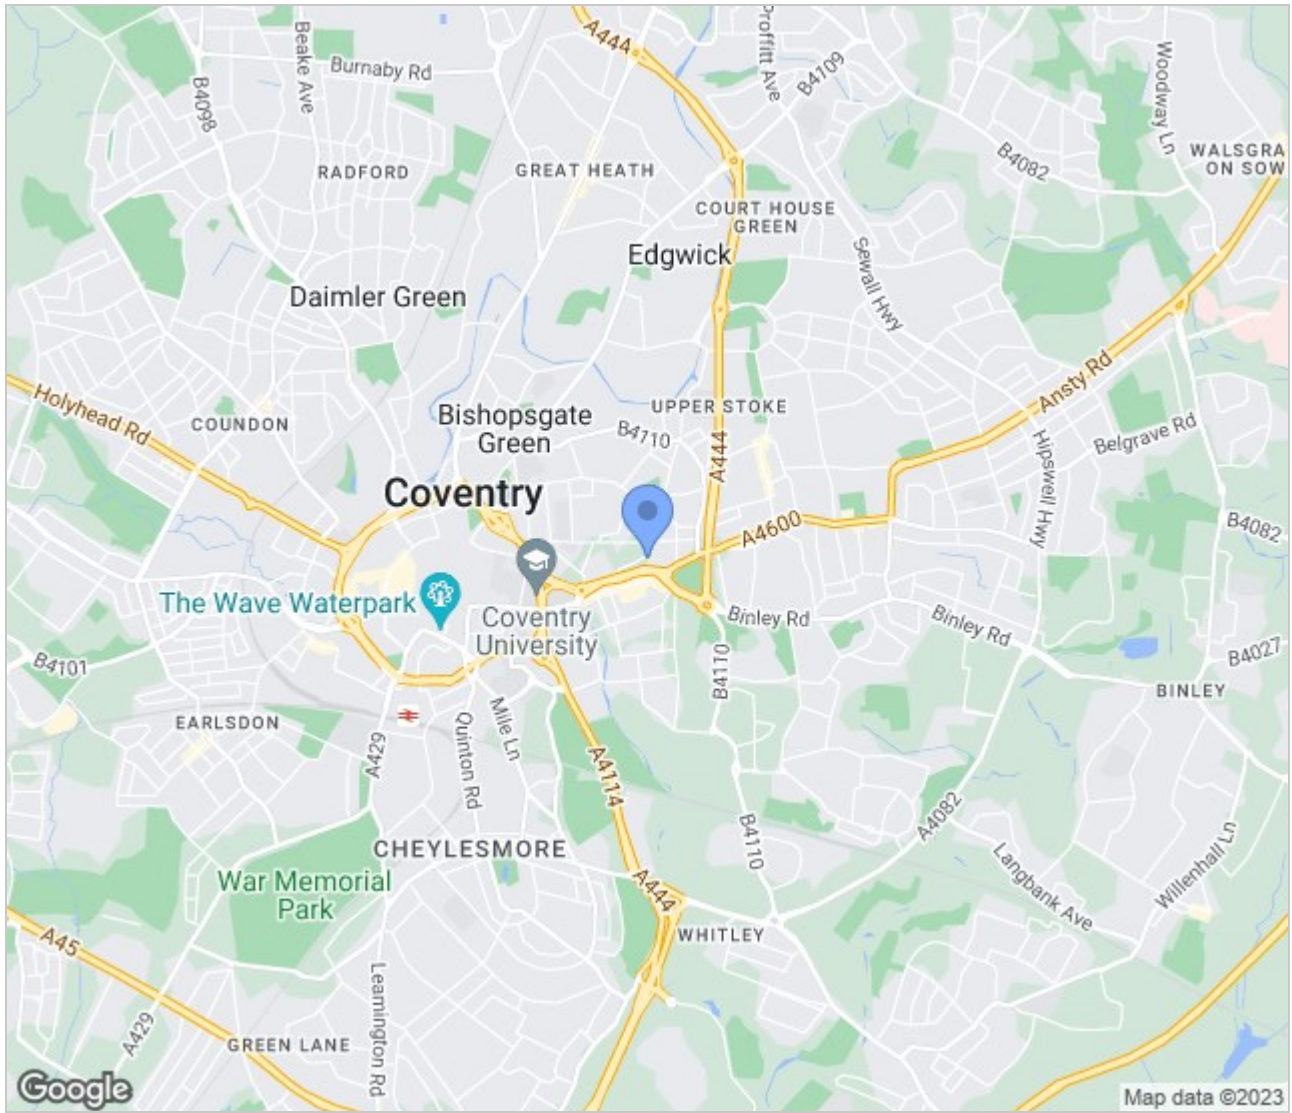 A444
Proffitt Ave
Beake Ave
Burnaby Rd
B4098
B4109
Woodway Ln
B4082
WALSGRA
ON SOW
RADFORD
GREAT HEATH
COURT HOUSE
GREEN
Edgwick
Sewall Hwy
Daimler Green
Holyhead Rd
COUNDON
Bishopsgate
Green
B4110
UPPER STOKE
A444
Ansty Rd
Hipswell Hwy
Belgrave Rd
Coventry
A4600
B4082
The Wave Waterpark
Coventry
University
Binley Rd
Binley Rd
B4101
B4110
B4027
BINLEY
EARLSDON
A429
Quinton Rd
Mile Ln
A4114
CHEYLESMORE
B4110
A4082
Langbank Ave
Willenhall Ln
War Memorial
Park
A444
WHITLEY
A45
Leamington Rd
A429
GREEN LANE
Google
Map data ©2023